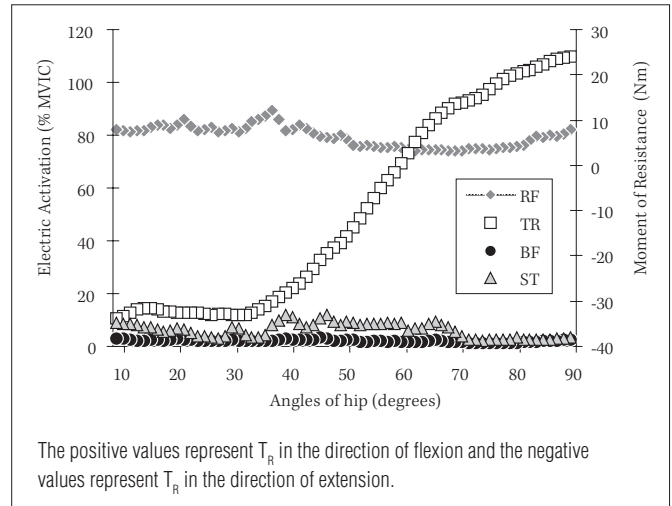 120
100
80
60
40
20
0
Electric Activation (% MVIC)
30
20
10
0
-10
-20
-30
-40
Moment of Resistance (Nm)
RF
TR
BF
ST
10 20 30 40 50 60 70 80 90
Angles of hip (degrees)
The positive values represent TR in the direction of flexion and the negative
values represent TR in the direction of extension.